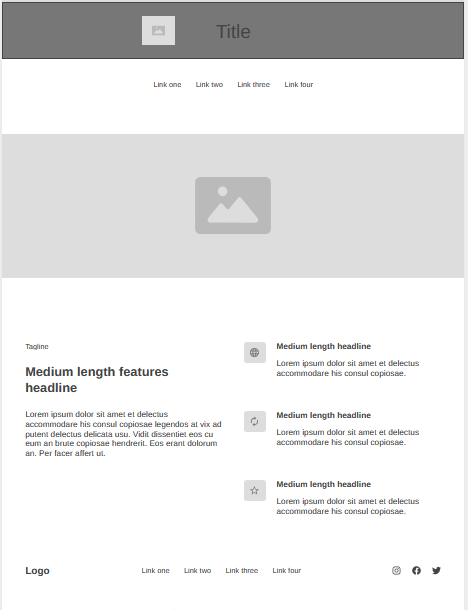 Title
Link one Link two Link three Link four
Tagline
Medium length features
headline
Lorem ipsum dolor sit amet et delectus
accommodare his consul copiosae legendos at vix ad
putent delectus delicata usu. Vidit dissentiet eos cu
eum an brute copiosae hendrerit. Eos erant dolorum
an. Per facer affert ut.
Medium length headline
Lorem ipsum dolor sit amet et delectus
accommodare his consul copiosae.
Medium length headline
Lorem ipsum dolor sit amet et delectus
accommodare his consul copiosae.
Medium length headline
Lorem ipsum dolor sit amet et delectus
accommodare his consul copiosae.
Logo Link one Link two Link three Link four